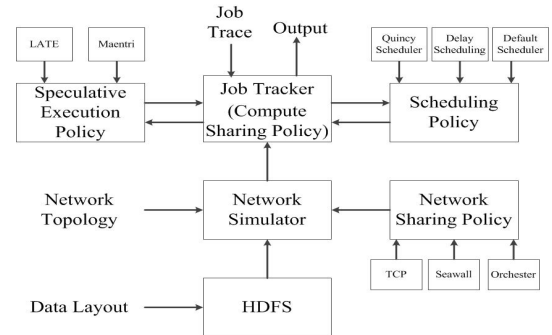 Job
Trace
Output
LATE
Maentri
Quincy
Scheduler
Delay
Scheduling
Default
Scheduler
Speculative
Execution
Policy
Job Tracker
(Compute
Sharing Policy)
Scheduling
Policy
Network
Topology
Network
Simulator
Network
Sharing Policy
TCP
Seawall
Orchester
Data Layout
HDFS